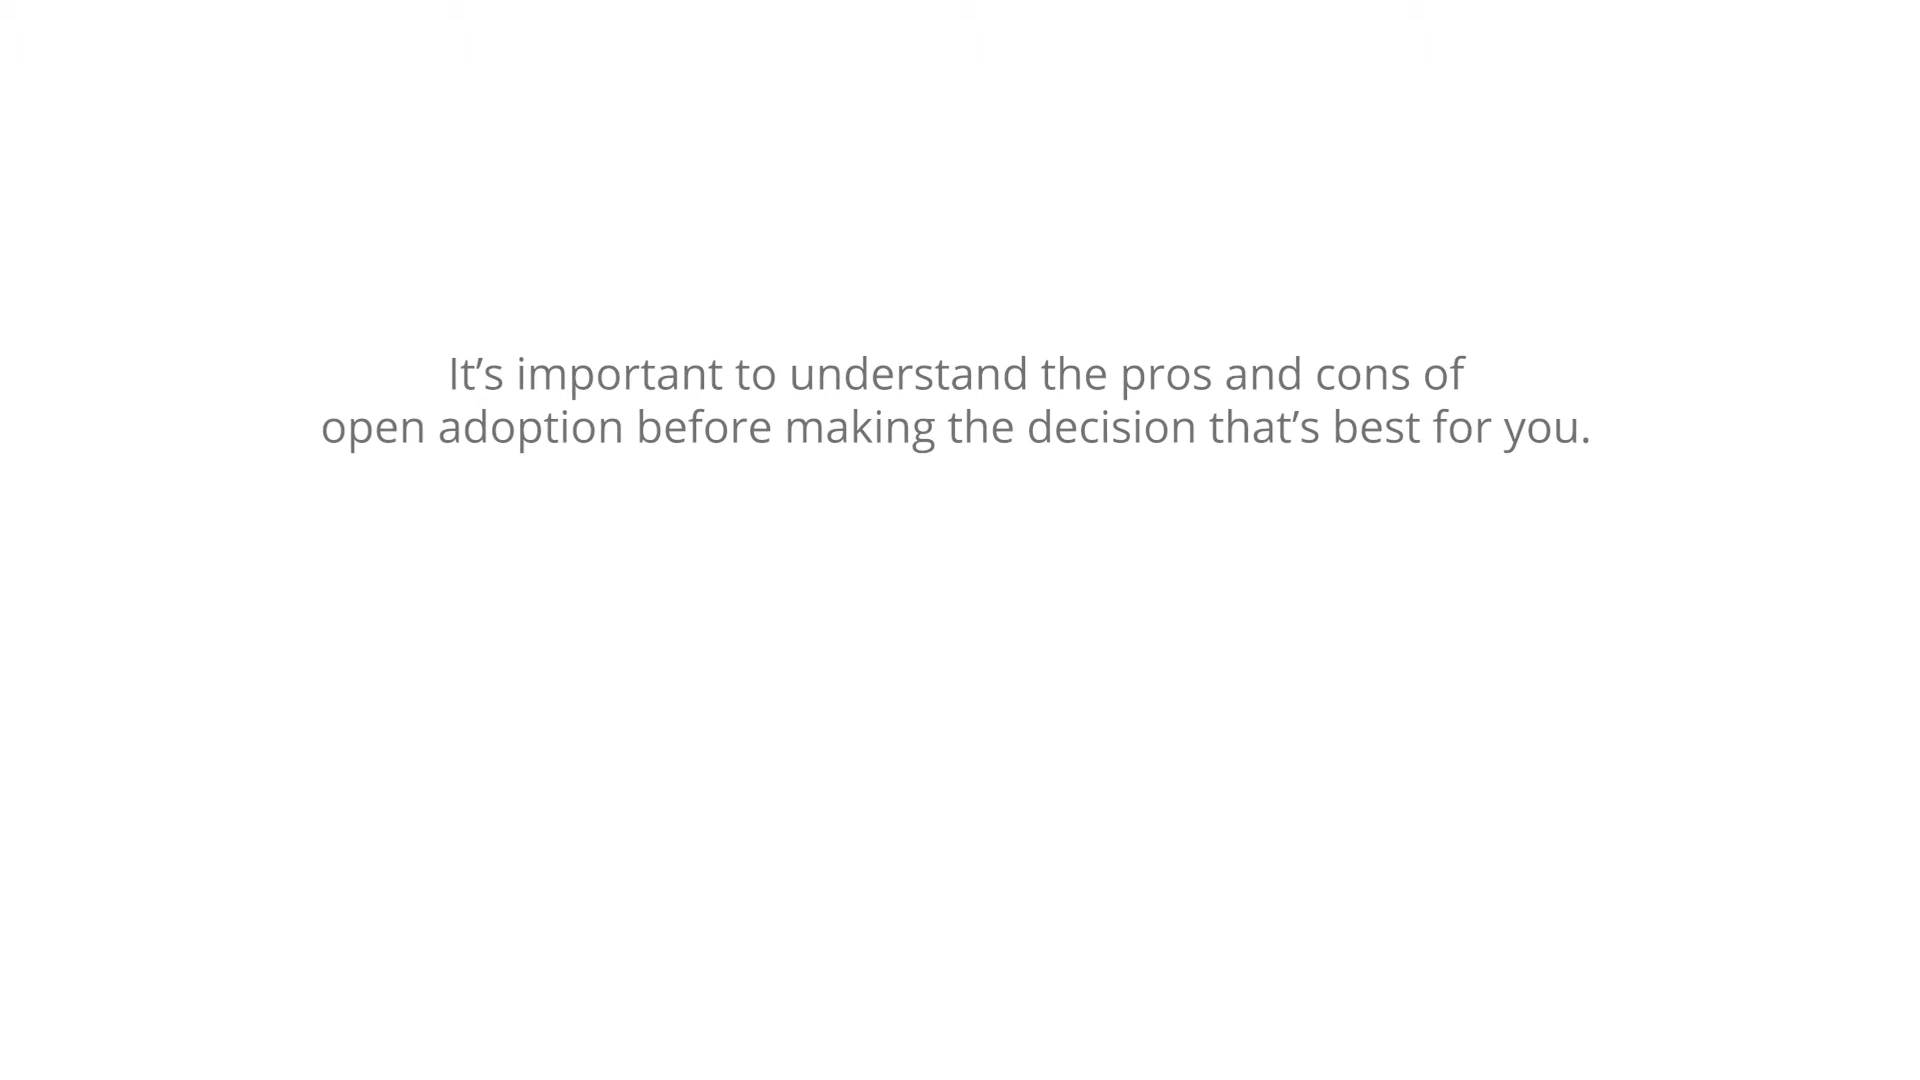 It’s important to understand the pros and cons of
open adoption before making the decision that’s best for you.